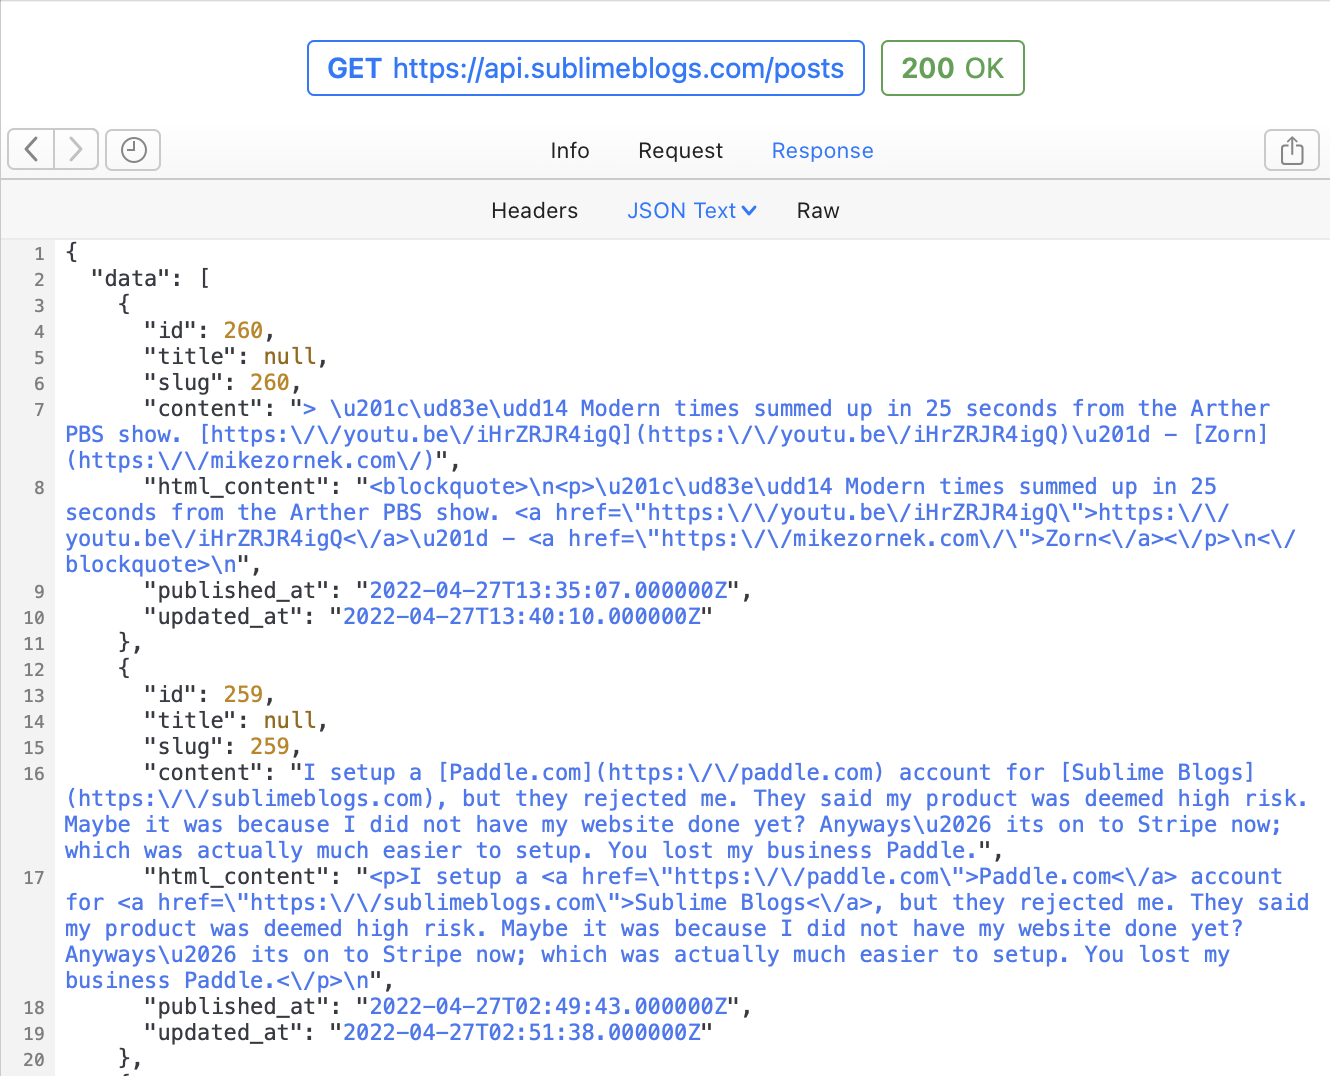 GET https://api.sublimeblogs.com/posts 200 OK
Info Request Response
Headers JSON Text Raw
1 {
2 "data": [
3 {
4 "id": 260,
5 "title": null,
6 "slug": 260,
7 "content": "> \u201c\ud83e\udd14 Modern times summed up in 25 seconds from the Arther
PBS show. [https:\/\/youtu.be\/iHrZRJR4igQ](https:\/\/youtu.be\/iHrZRJR4igQ)\u201d — [Zorn]
(https:\/\/mikezornek.com\/)",
8 "html_content": "<blockquote>\n<p>\u201c\ud83e\udd14 Modern times summed up in 25
seconds from the Arther PBS show. <a href=\"https:\/\/youtu.be\/iHrZRJR4igQ\">https:\/\/
youtu.be\/iHrZRJR4igQ<\/a>\u201d — <a href=\"https:\/\/mikezornek.com\/\">Zorn<\/a><\/p>\n<\/
blockquote>\n",
9 "published_at": "2022-04-27T13:35:07.000000Z",
10 "updated_at": "2022-04-27T13:40:10.000000Z"
11 },
12 {
13 "id": 259,
14 "title": null,
15 "slug": 259,
16 "content": "I setup a [Paddle.com](https:\/\/paddle.com) account for [Sublime Blogs]
(https:\/\/sublimeblogs.com), but they rejected me. They said my product was deemed high risk.
Maybe it was because I did not have my website done yet? Anyways\u2026 its on to Stripe now;
which was actually much easier to setup. You lost my business Paddle.",
17 "html_content": "<p>I setup a <a href=\"https:\/\/paddle.com\">Paddle.com<\/a> account
for <a href=\"https:\/\/sublimeblogs.com\">Sublime Blogs<\/a>, but they rejected me. They said
my product was deemed high risk. Maybe it was because I did not have my website done yet?
Anyways\u2026 its on to Stripe now; which was actually much easier to setup. You lost my
business Paddle.<\/p>\n",
18 "published_at": "2022-04-27T02:49:43.000000Z",
19 "updated_at": "2022-04-27T02:51:38.000000Z"
20 },